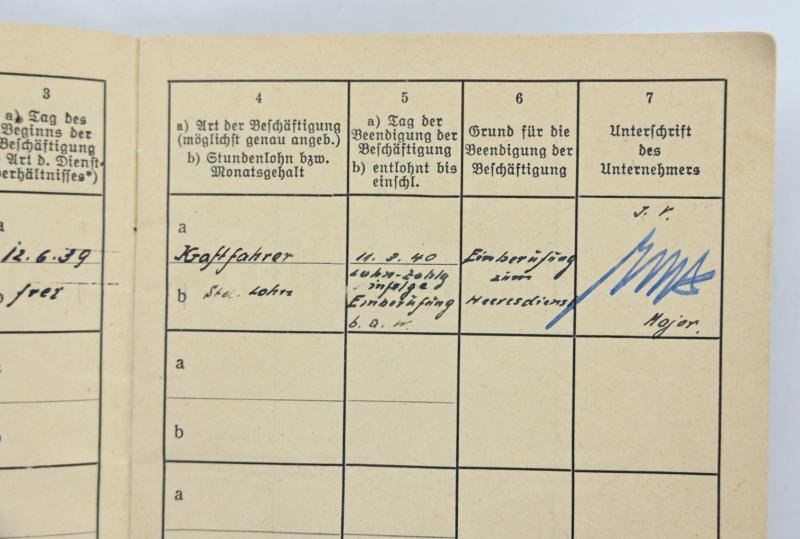 3
a) Tag des
Beginns der
Beschäftigung
Art d. Dienst-
erhältnisses*)
4
a) Art der Beschäftigung
(möglichst genau angeb.)
b) Stundenlohn bzw.
Monatsgehalt
5
a) Tag der
Beendigung der
Beschäftigung
b) entlohnt bis
einschl.
6
Grund für die
Beendigung der
Beschäftigung
7
Unterschrift
des
Unternehmers
a
12.6.39
frei
a
Kraftfahrer
b Std. Lohn
11. 2. 40
Lohn-zahlg
infolge
Einberufung
b. a. w.
Einberufung
zum
Heeresdienst
J. V.
Major.
a
b
a